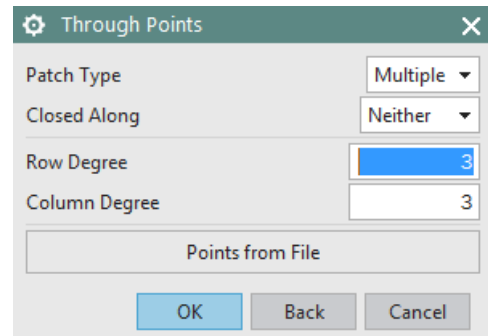 Through Points
Patch Type Multiple
Closed Along Neither
Row Degree 3
Column Degree 3
Points from File
OK Back Cancel